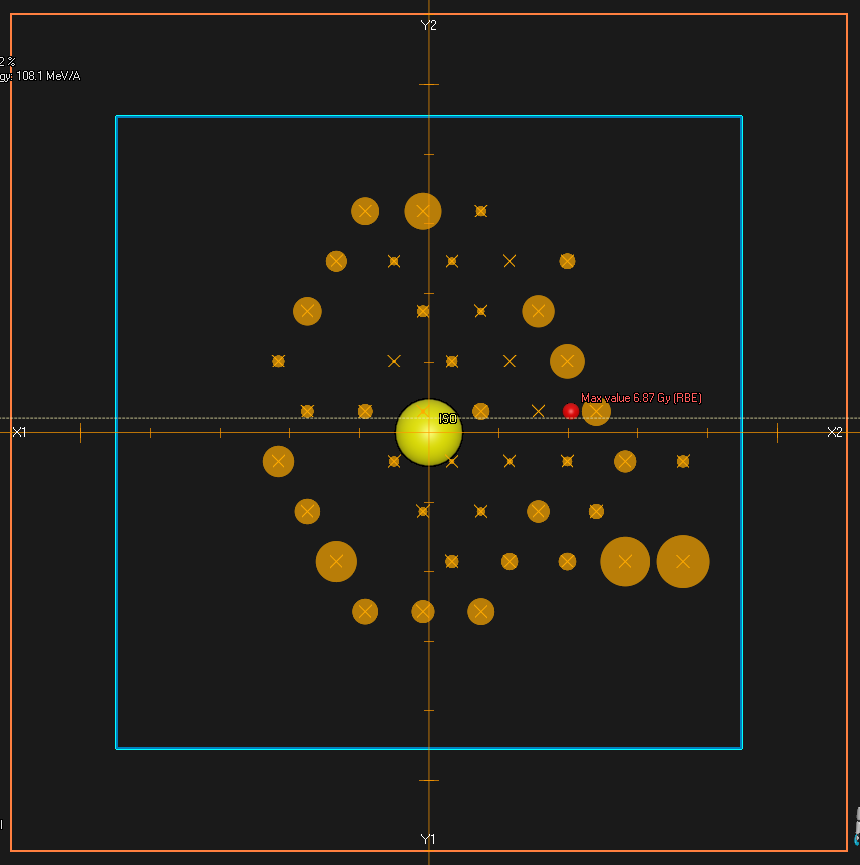 Y2
2 %
gy: 108.1 MeV/A
Max value 6.87 Gy (RBE)
ISO
X1
X2
Y1